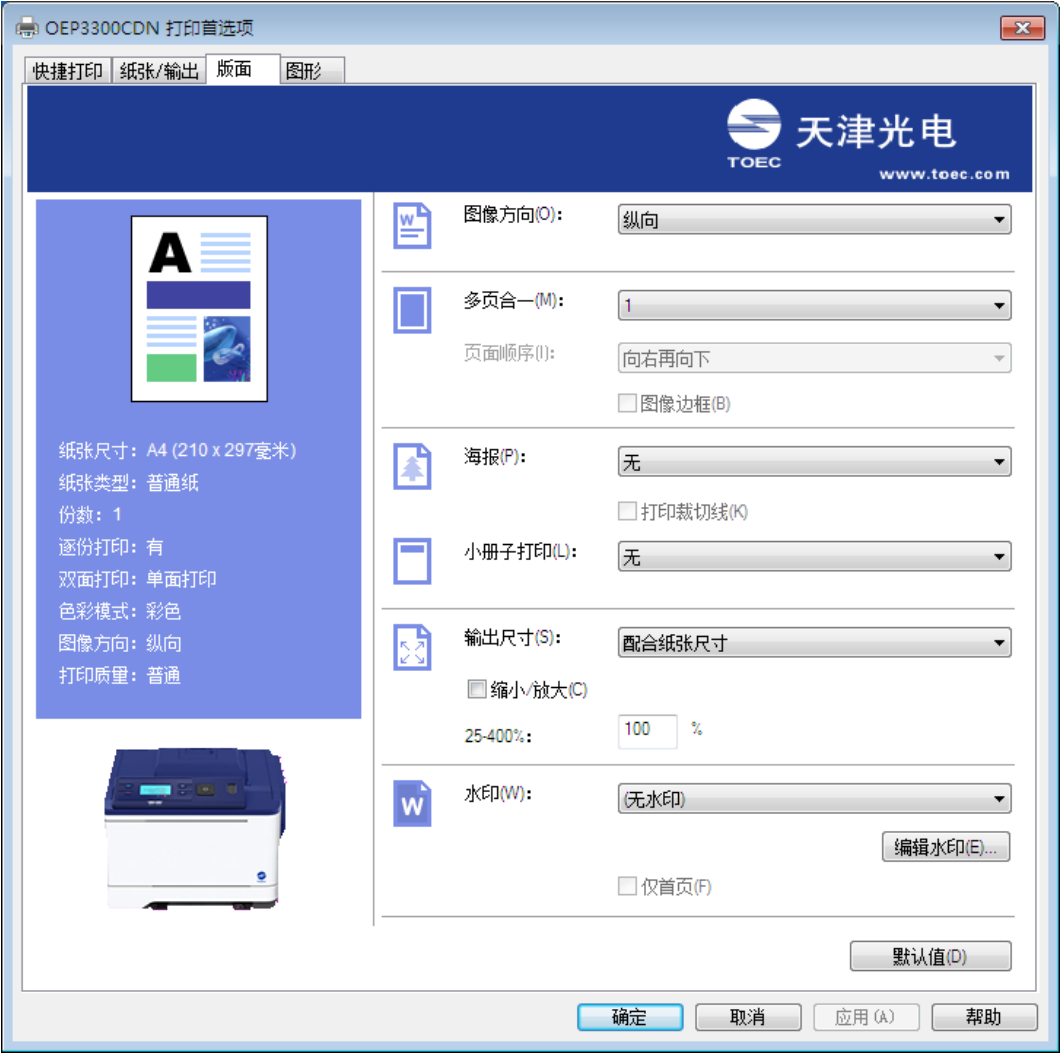 OEP3300CDN 打印首选项
快捷打印 纸张/输出 版面 图形
TOEC 天津光电
www.toec.com
A
纸张尺寸：A4 (210 x 297毫米)
纸张类型：普通纸
份数：1
逐份打印：有
双面打印：单面打印
色彩模式：彩色
图像方向：纵向
打印质量：普通
W 图像方向(O)： 纵向
多页合一(M)： 1
页面顺序(I)： 向右再向下
图像边框(B)
海报(P)： 无
打印裁切线(K)
小册子打印(L)： 无
输出尺寸(S)： 配合纸张尺寸
缩小/放大(C)
25-400%： 100 %
W 水印(W)： (无水印)
编辑水印(E)...
仅首页(F)
默认值(D)
确定 取消 应用(A) 帮助